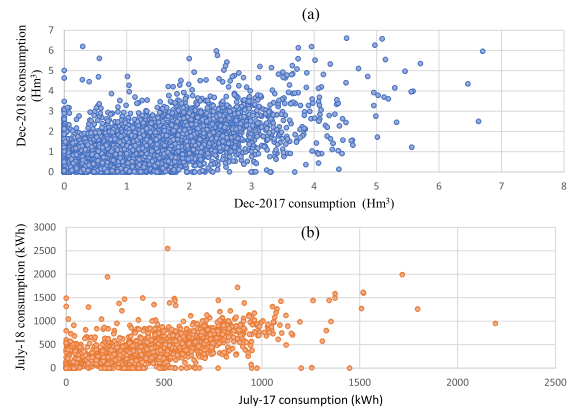 (a)
Dec-2018 consumption
(Hm³)
7
6
5
4
3
2
1
0
0 1 2 3 4 5 6 7 8
Dec-2017 consumption (Hm³)
(b)
July-18 consumption (kWh)
3000
2500
2000
1500
1000
500
0
0 500 1000 1500 2000 2500
July-17 consumption (kWh)